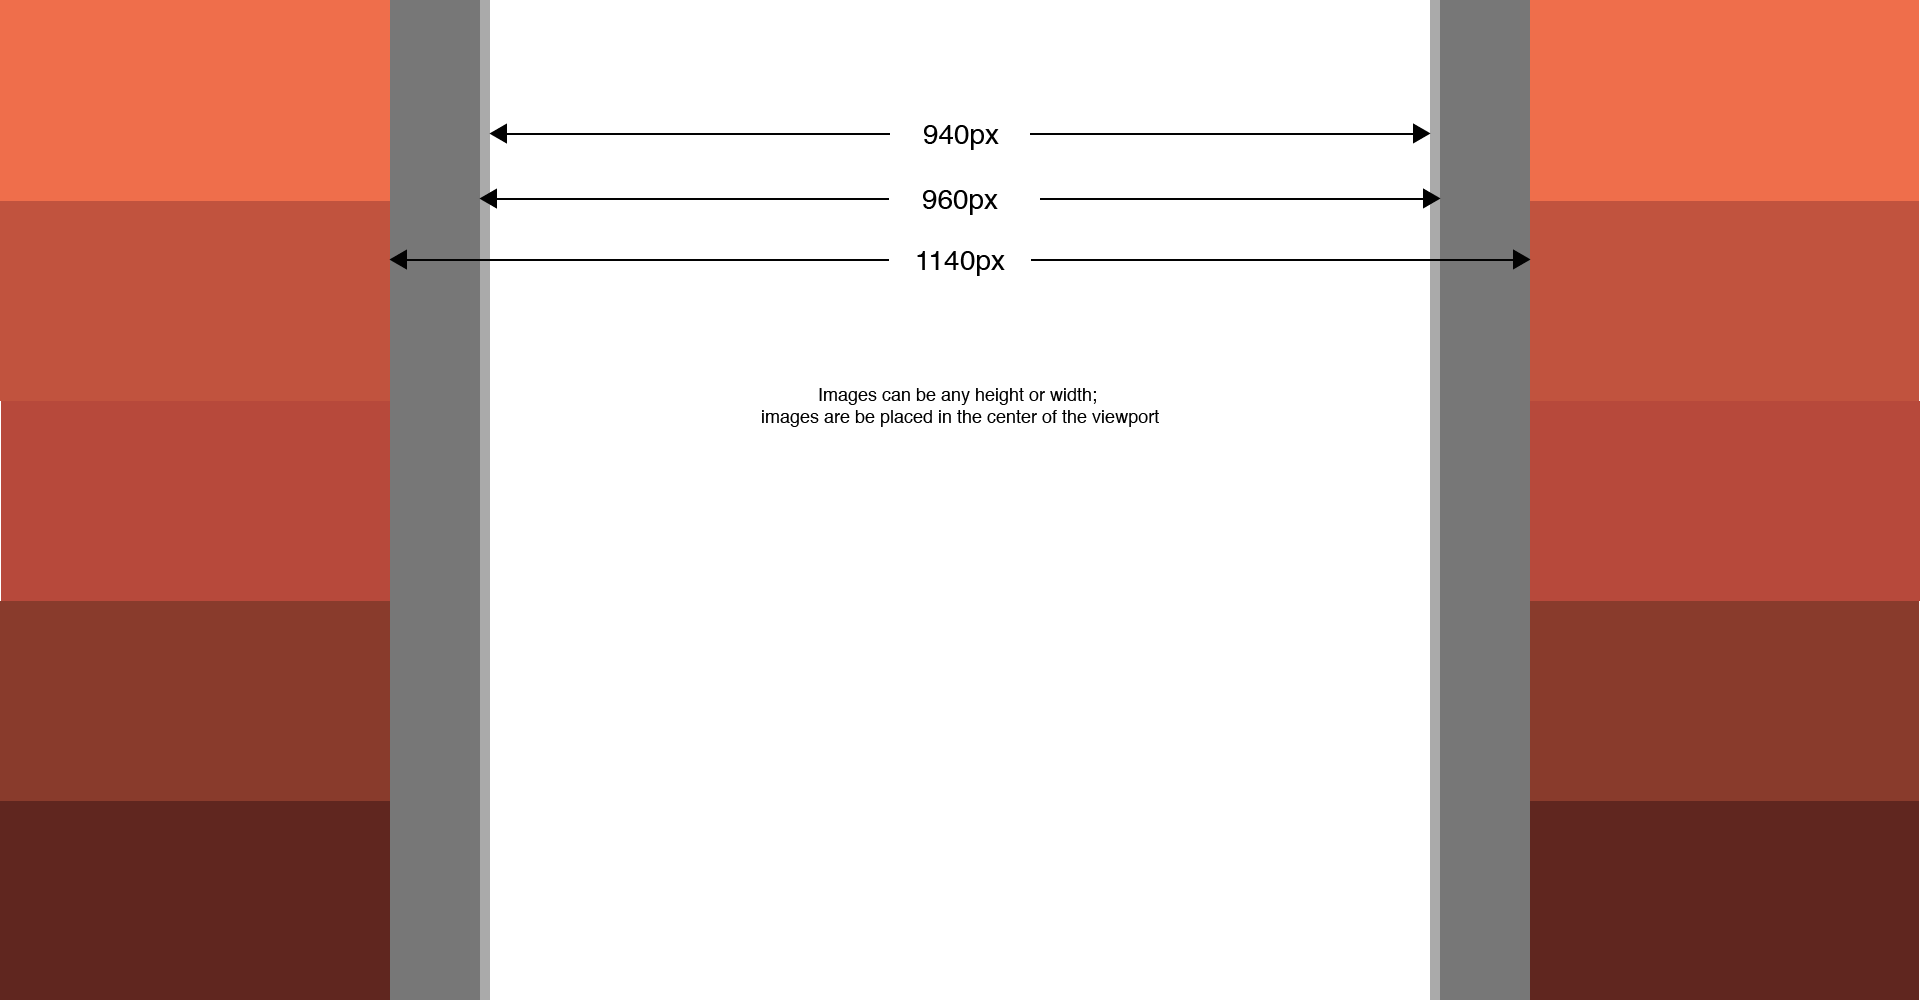 940px
960px
1140px
Images can be any height or width;
images are be placed in the center of the viewport